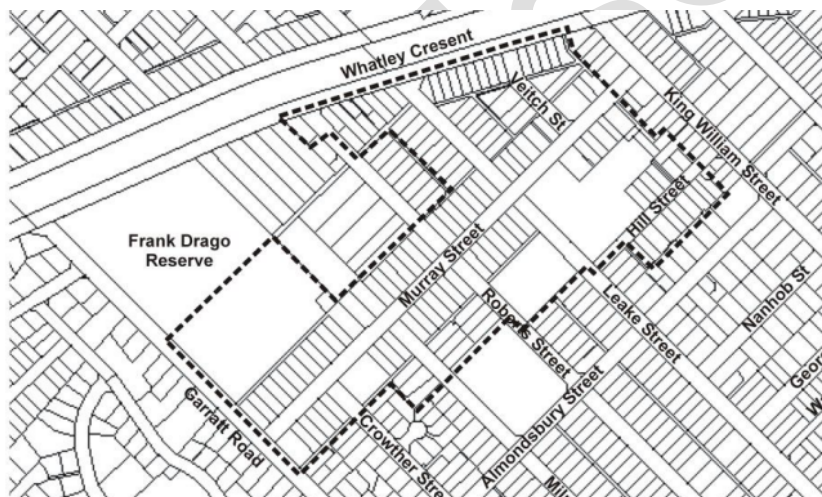 Whatley Cresent
Veitch St
King William Street
Frank Drago
Reserve
Hill Street
Murray Street
Roberts Street
Leake Street
Nanhob St
Garratt Road
Crowther
Almondsbury Street